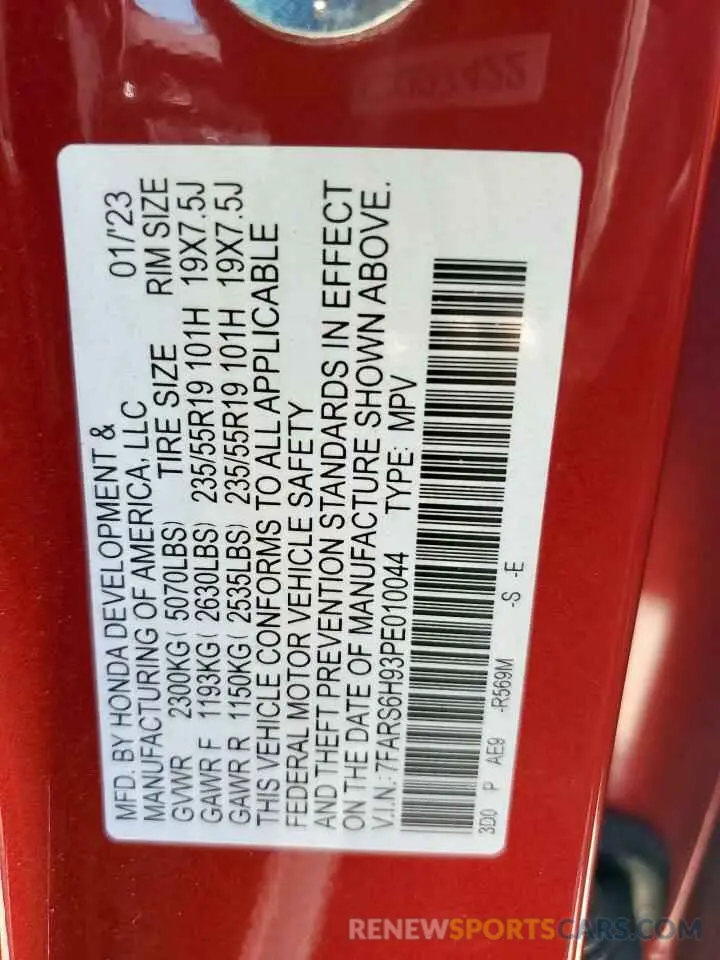 MFD. BY HONDA DEVELOPMENT & 01/'23
MANUFACTURING OF AMERICA, LLC
GVWR 2300KG( 5070LBS) TIRE SIZE RIM SIZE
GAWR F 1193KG( 2630LBS) 235/55R19 101H 19X7.5J
GAWR R 1150KG( 2535LBS) 235/55R19 101H 19X7.5J
THIS VEHICLE CONFORMS TO ALL APPLICABLE
FEDERAL MOTOR VEHICLE SAFETY
AND THEFT PREVENTION STANDARDS IN EFFECT
ON THE DATE OF MANUFACTURE SHOWN ABOVE.
V.I.N.: 7FARS6H93PE010044 TYPE: MPV
3D0 P AE9 -R569M -S -E
RENEWSPORTSCARS.COM